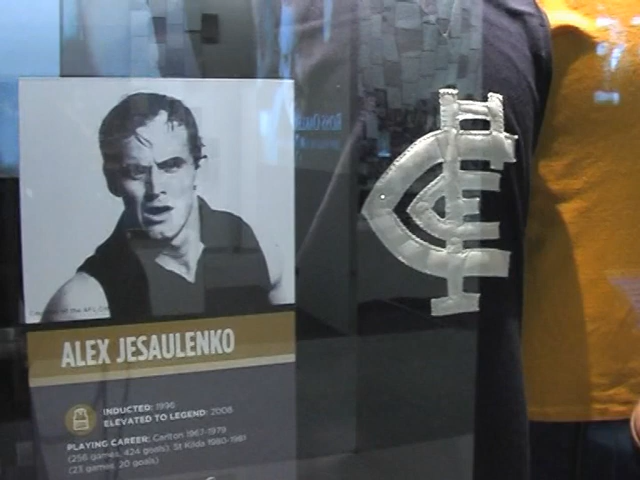 ALEX JESAULENKO
INDUCTED: 1996
ELEVATED TO LEGEND: 2008
PLAYING CAREER: Carlton 1967-1979
(256 games, 424 goals); St Kilda 1980-1981
(23 games, 20 goals)